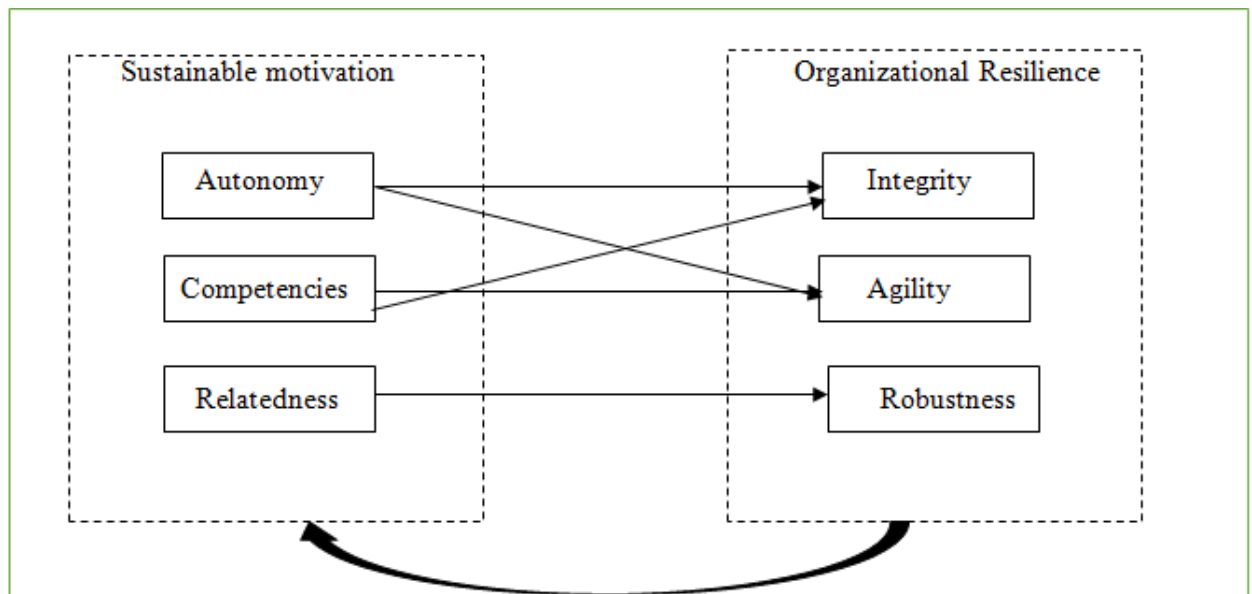 Sustainable motivation
Organizational Resilience
Autonomy
Integrity
Competencies
Agility
Relatedness
Robustness